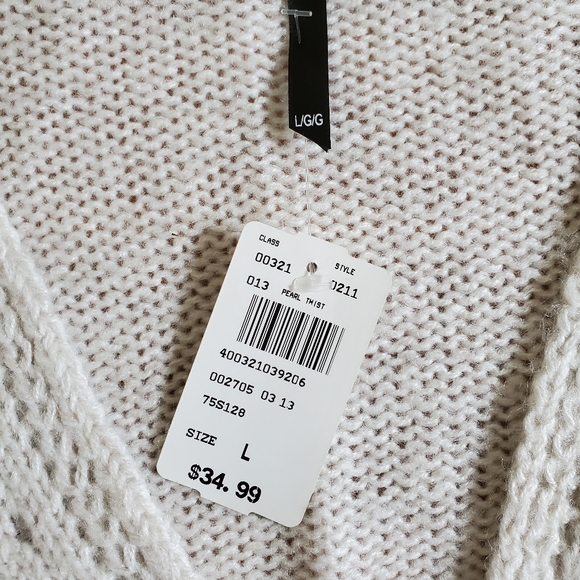 L/G/G
CLASS STYLE
00321 0211
013 PEARL TWIST
400321039206
002705 03 13
75S128
SIZE L
$34.99